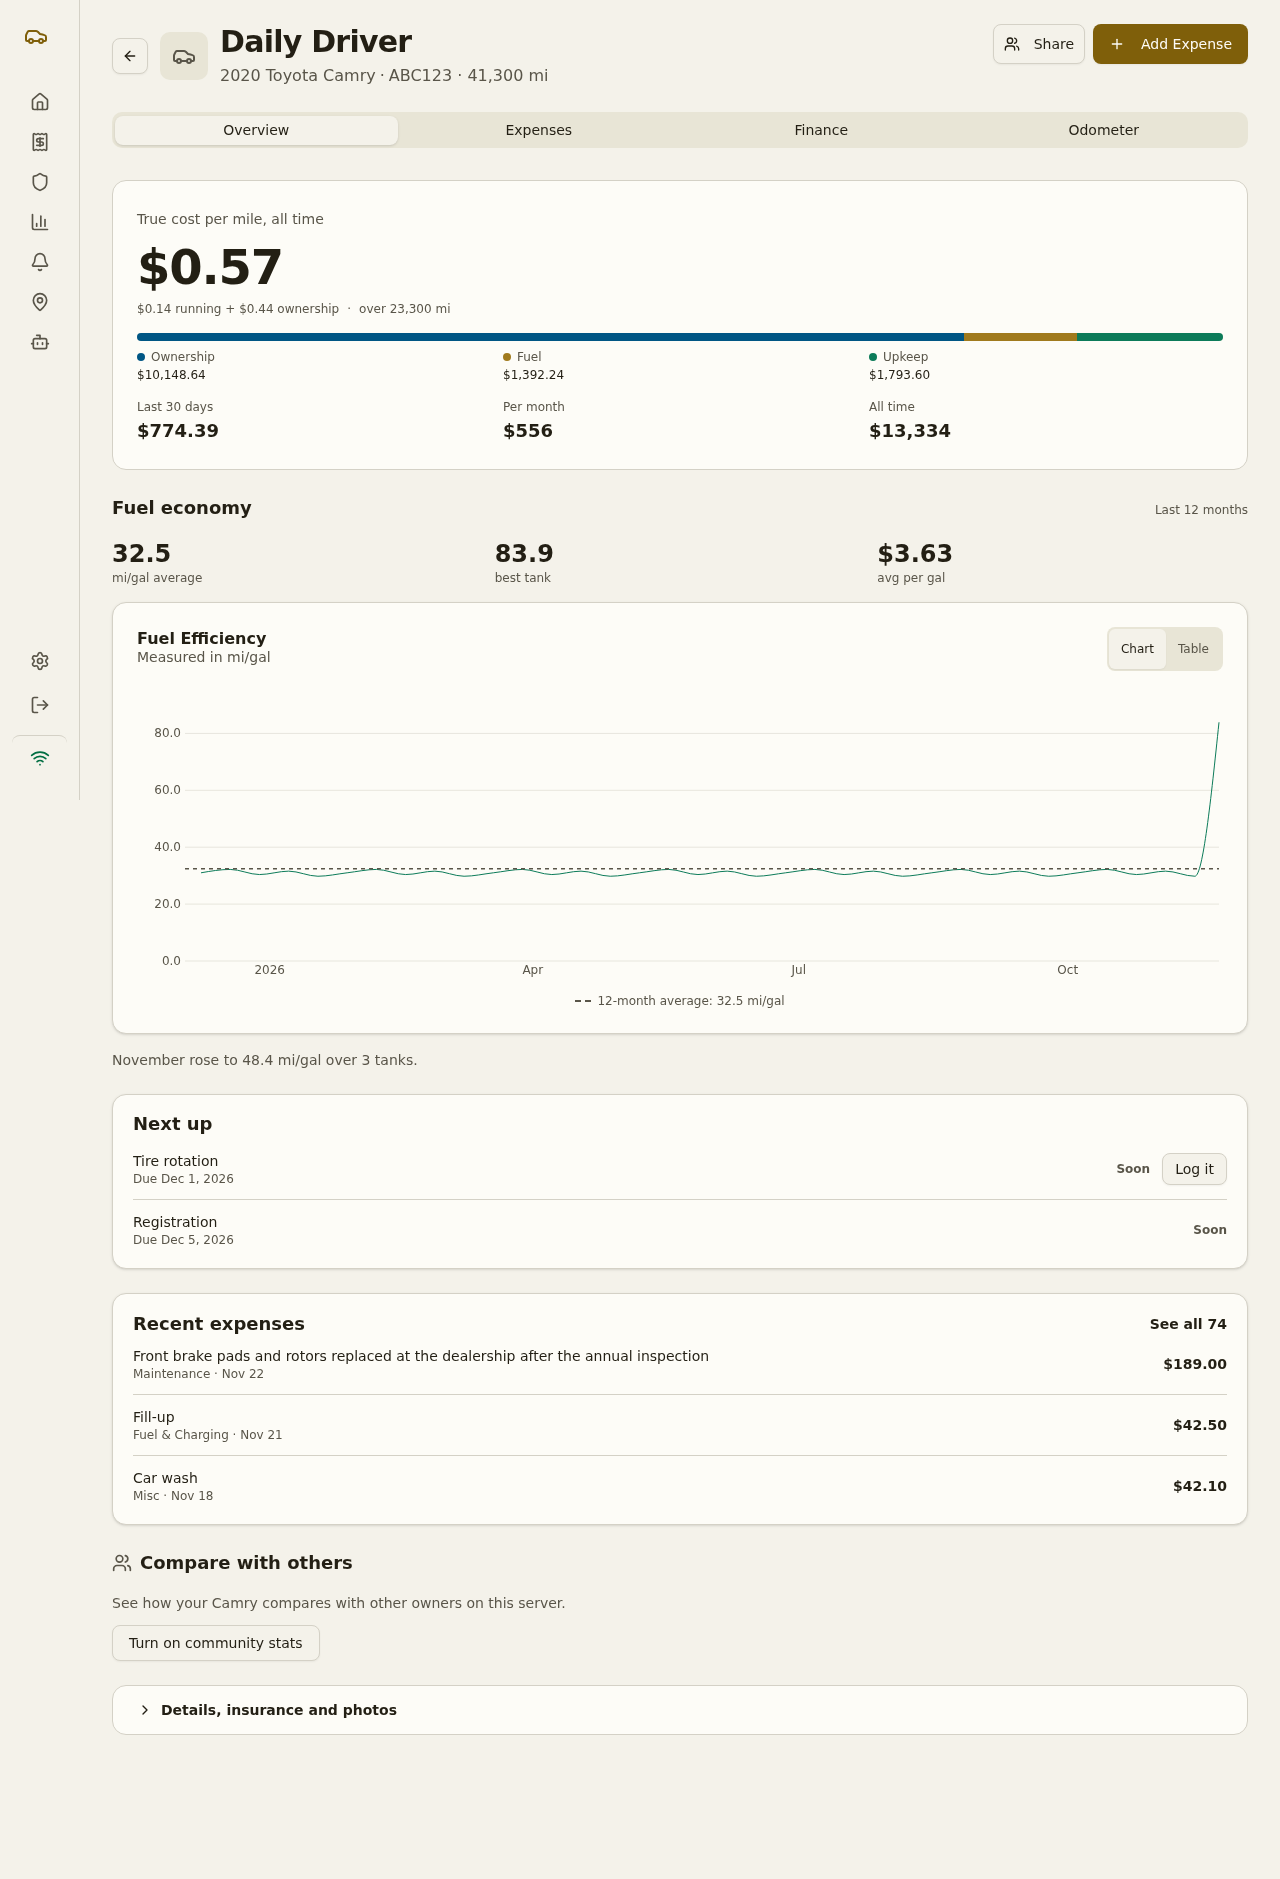 Daily Driver
2020 Toyota Camry · ABC123 · 41,300 mi
Share
Add Expense
Overview
Expenses
Finance
Odometer
True cost per mile, all time
$0.57
$0.14 running + $0.44 ownership · over 23,300 mi
Ownership
$10,148.64
Fuel
$1,392.24
Upkeep
$1,793.60
Last 30 days
$774.39
Per month
$556
All time
$13,334
Fuel economy
Last 12 months
32.5
mi/gal average
83.9
best tank
$3.63
avg per gal
Fuel Efficiency
Measured in mi/gal
Chart
Table
80.0
60.0
40.0
20.0
0.0
2026
Apr
Jul
Oct
12-month average: 32.5 mi/gal
November rose to 48.4 mi/gal over 3 tanks.
Next up
Tire rotation
Due Dec 1, 2026
Soon
Log it
Registration
Due Dec 5, 2026
Soon
Recent expenses
See all 74
Front brake pads and rotors replaced at the dealership after the annual inspection
Maintenance · Nov 22
$189.00
Fill-up
Fuel & Charging · Nov 21
$42.50
Car wash
Misc · Nov 18
$42.10
Compare with others
See how your Camry compares with other owners on this server.
Turn on community stats
Details, insurance and photos